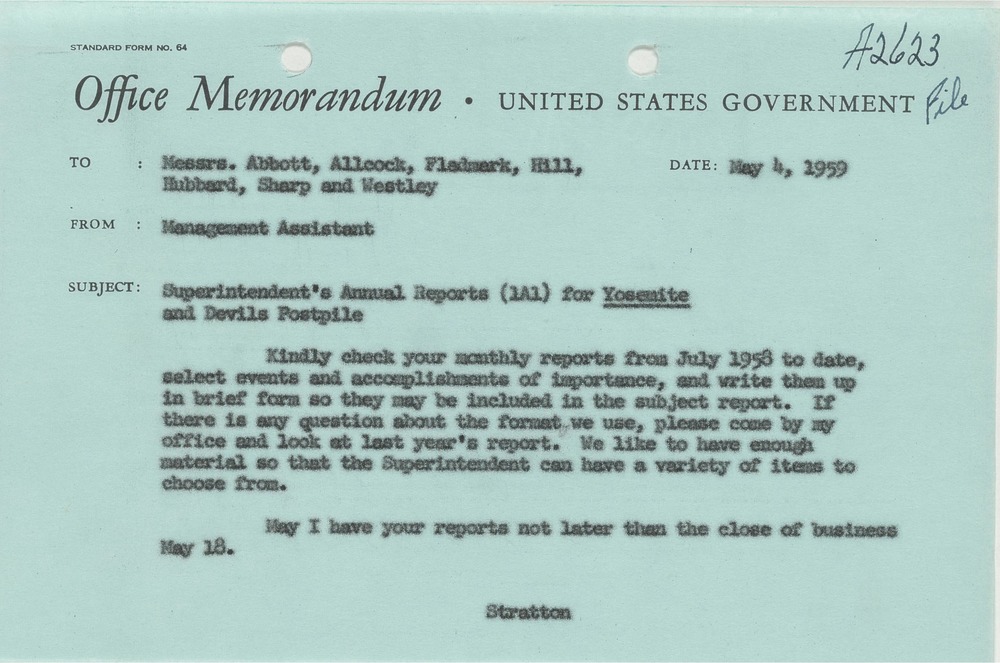 STANDARD FORM NO. 64
A2623
Office Memorandum • UNITED STATES GOVERNMENT File
TO : Messrs. Abbott, Allcock, Fladmark, Hill, DATE: May 4, 1959
Hubbard, Sharp and Westley
FROM : Management Assistant
SUBJECT: Superintendent's Annual Reports (1A1) for Yosemite
and Devils Postpile
Kindly check your monthly reports from July 1958 to date,
select events and accomplishments of importance, and write them up
in brief form so they may be included in the subject report. If
there is any question about the format we use, please come by my
office and look at last year's report. We like to have enough
material so that the Superintendent can have a variety of items to
choose from.
May I have your reports not later than the close of business
May 18.
Stratton